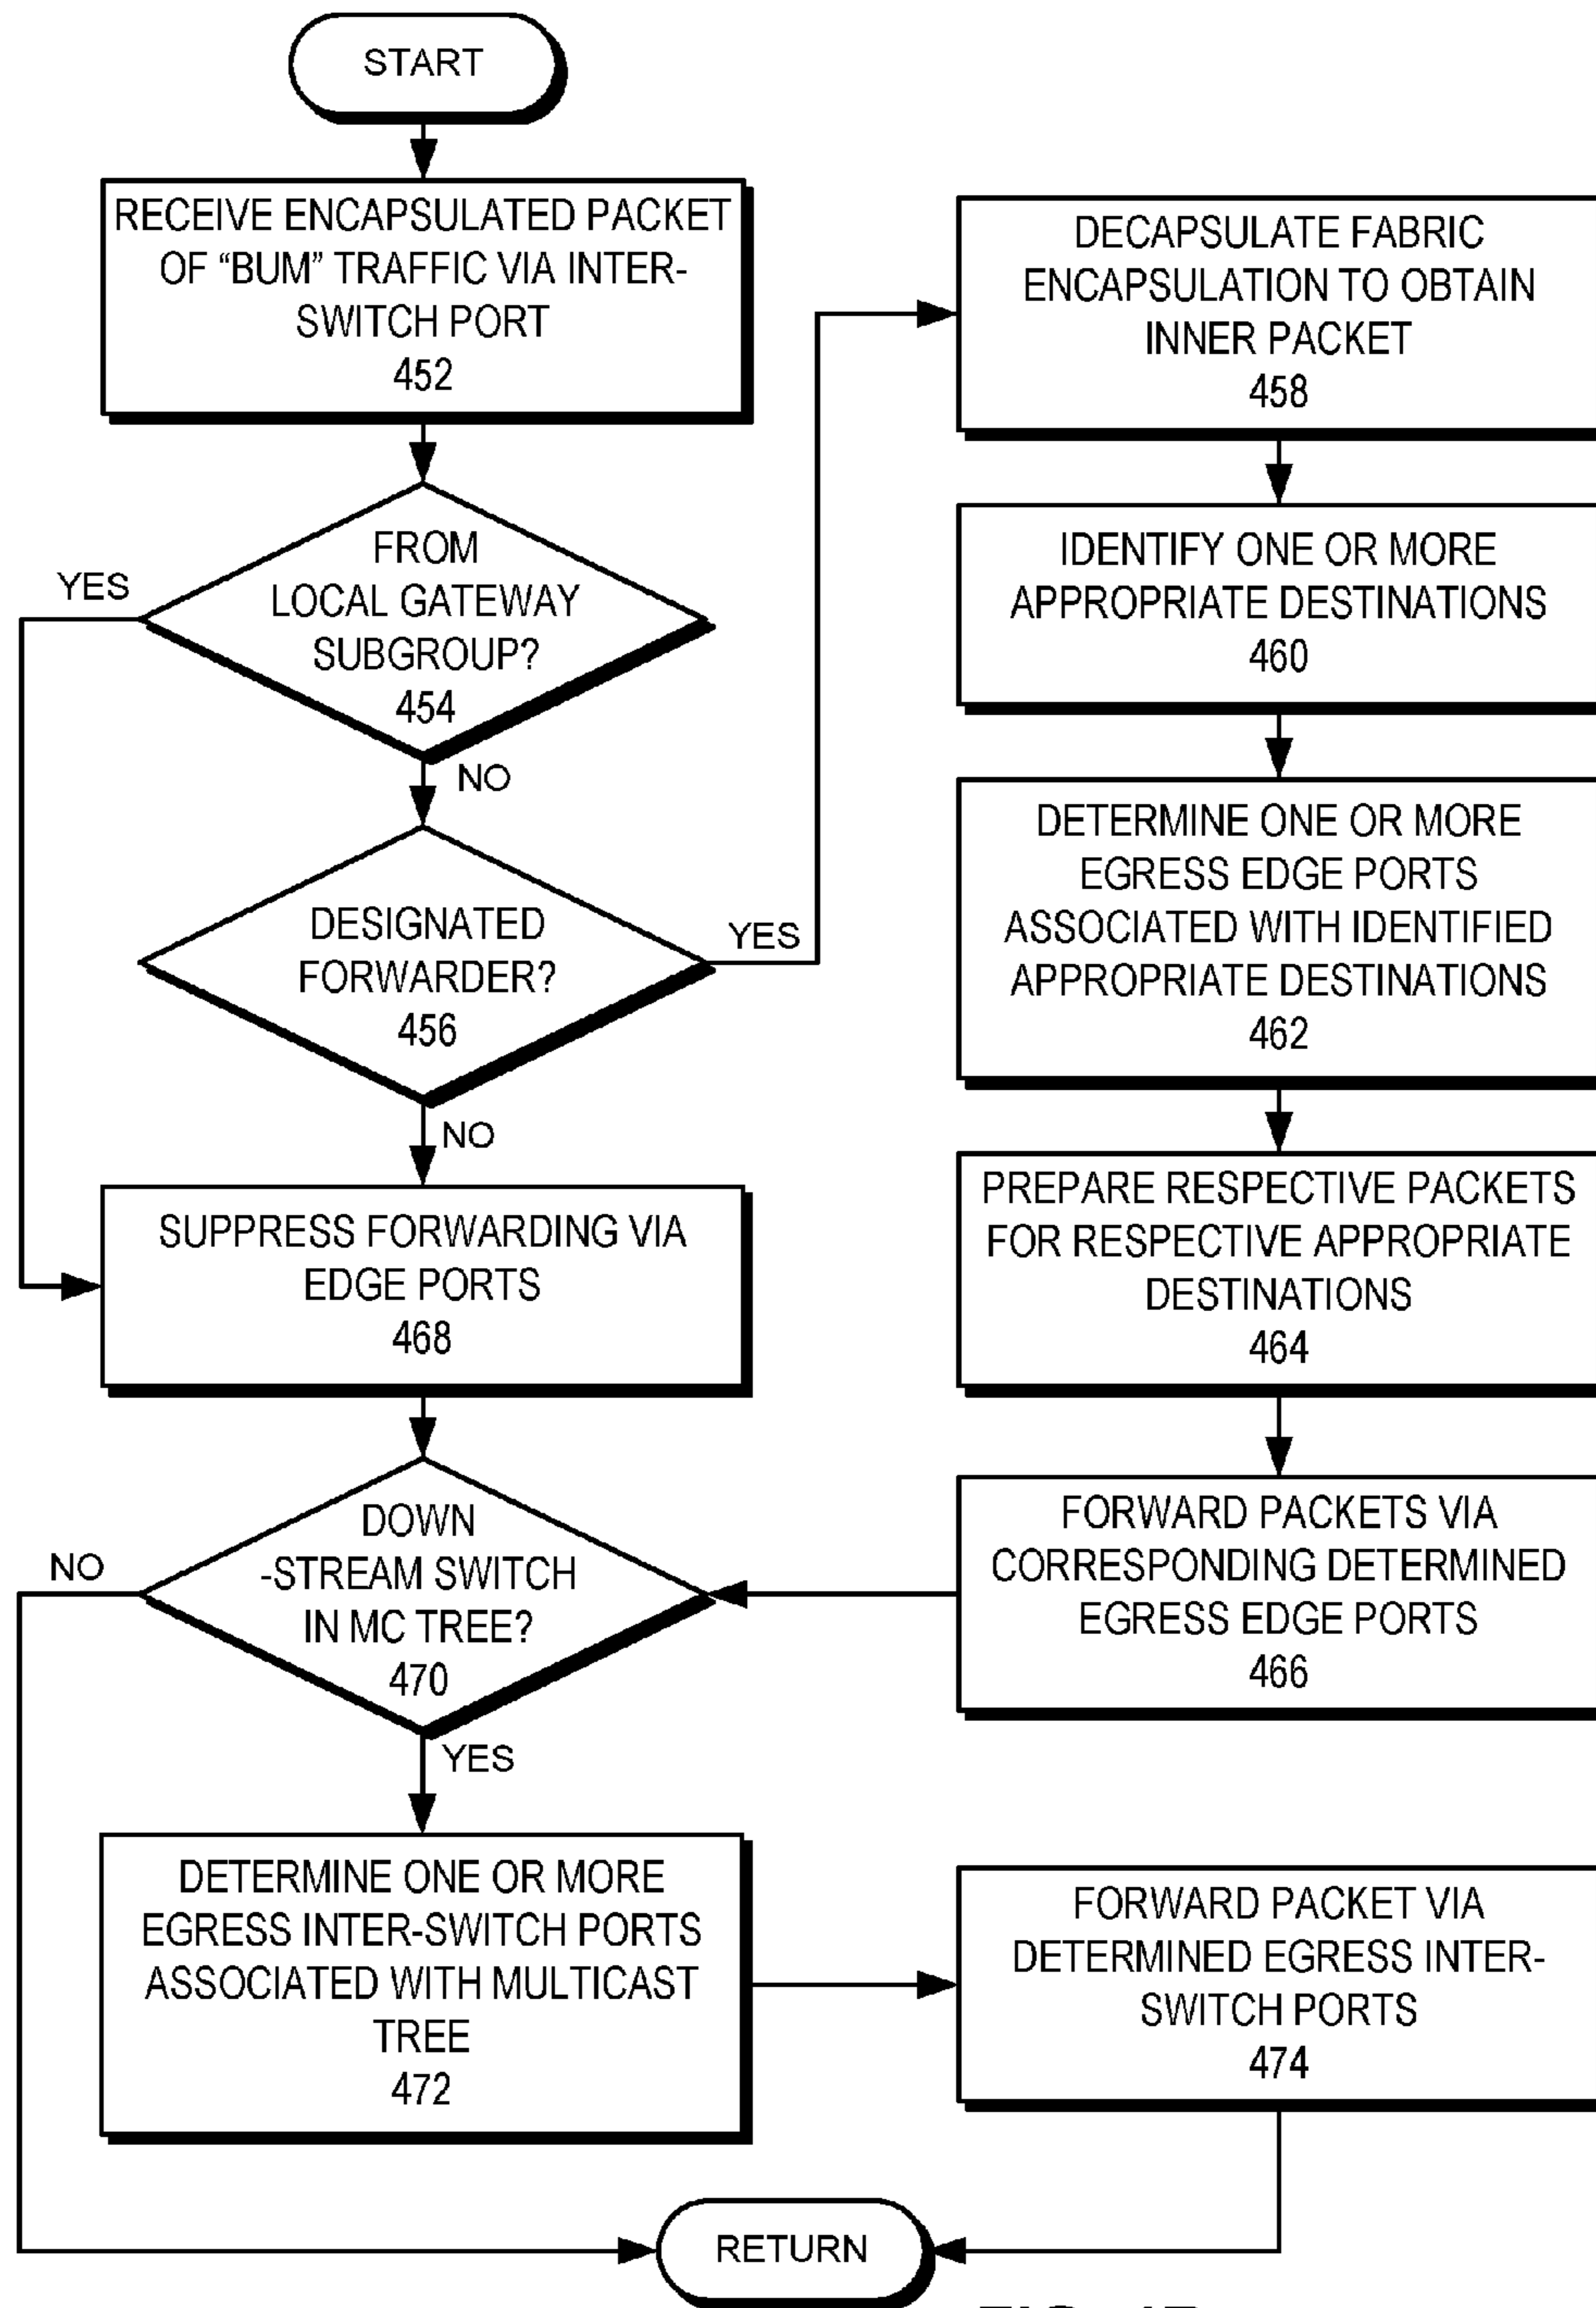 START
RECEIVE ENCAPSULATED PACKET
OF “BUM” TRAFFIC VIA INTER-
SWITCH PORT
452
FROM
LOCAL GATEWAY
SUBGROUP?
454
YES
NO
DESIGNATED
FORWARDER?
456
YES
NO
SUPPRESS FORWARDING VIA
EDGE PORTS
468
DOWN
-STREAM SWITCH
IN MC TREE?
470
NO
YES
DETERMINE ONE OR MORE
EGRESS INTER-SWITCH PORTS
ASSOCIATED WITH MULTICAST
TREE
472
DECAPSULATE FABRIC
ENCAPSULATION TO OBTAIN
INNER PACKET
458
IDENTIFY ONE OR MORE
APPROPRIATE DESTINATIONS
460
DETERMINE ONE OR MORE
EGRESS EDGE PORTS
ASSOCIATED WITH IDENTIFIED
APPROPRIATE DESTINATIONS
462
PREPARE RESPECTIVE PACKETS
FOR RESPECTIVE APPROPRIATE
DESTINATIONS
464
FORWARD PACKETS VIA
CORRESPONDING DETERMINED
EGRESS EDGE PORTS
466
FORWARD PACKET VIA
DETERMINED EGRESS INTER-
SWITCH PORTS
474
RETURN